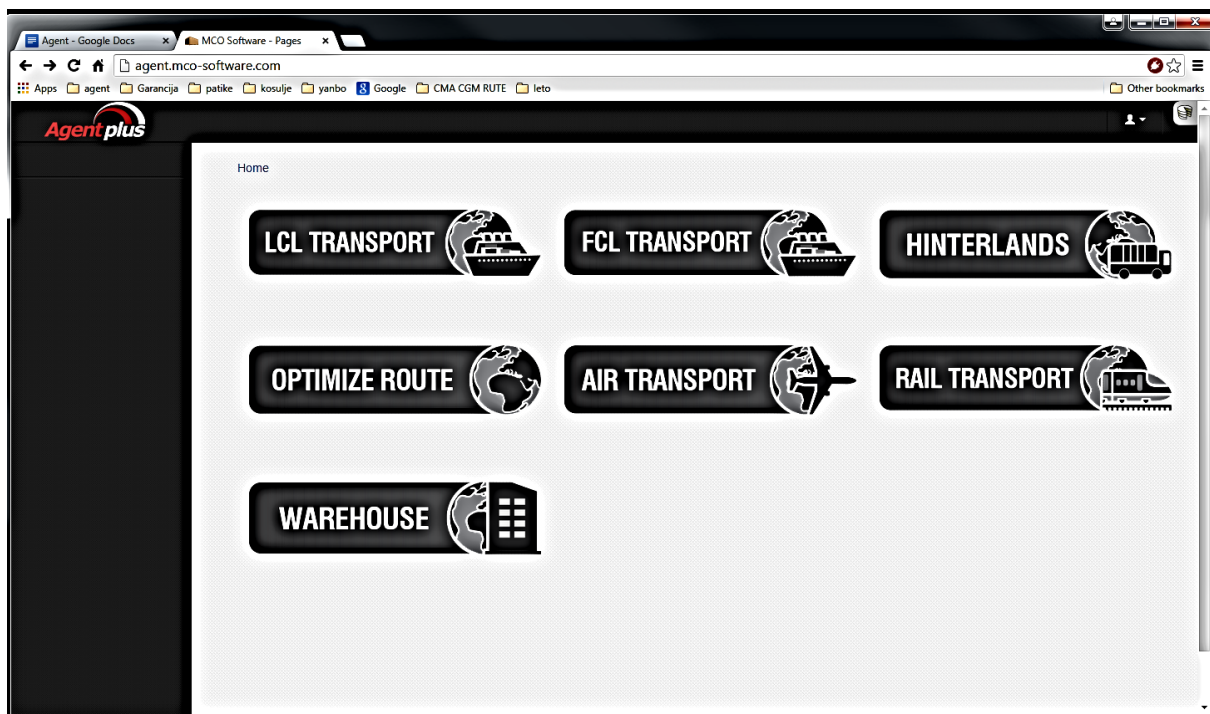 Agent - Google Docs
MCO Software - Pages
agent.mco-software.com
Apps agent Garancija patike kosulje yanbo Google CMA CGM RUTE leto Other bookmarks
Agent plus
Home
LCL TRANSPORT
FCL TRANSPORT
HINTERLANDS
OPTIMIZE ROUTE
AIR TRANSPORT
RAIL TRANSPORT
WAREHOUSE